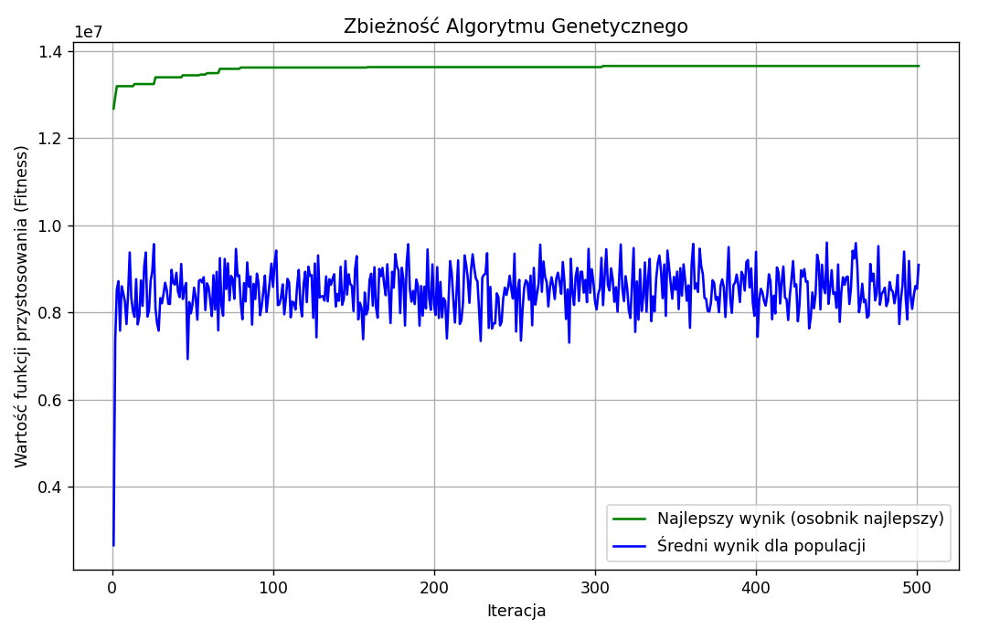 Zbieżność Algorytmu Genetycznego
1e7
1.4
1.2
1.0
0.8
0.6
0.4
Wartość funkcji przystosowania (Fitness)
Najlepszy wynik (osobnik najlepszy)
Średni wynik dla populacji
0 100 200 300 400 500
Iteracja